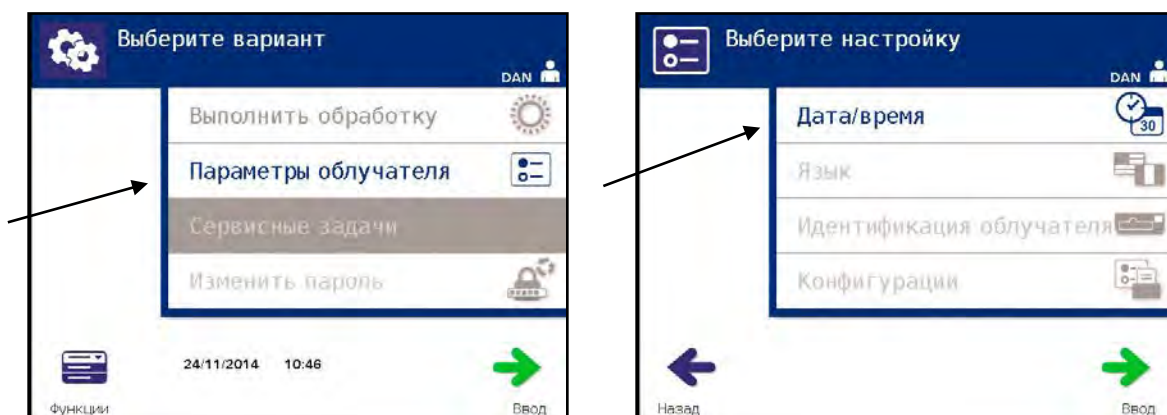 Выберите вариант
DAN
Выполнить обработку
Параметры облучателя
Сервисные задачи
Изменить пароль
24/11/2014 10:46
Функции
Ввод
Выберите настройку
DAN
Дата/время
30
Язык
Идентификация облучателя
Конфигурации
Назад
Ввод